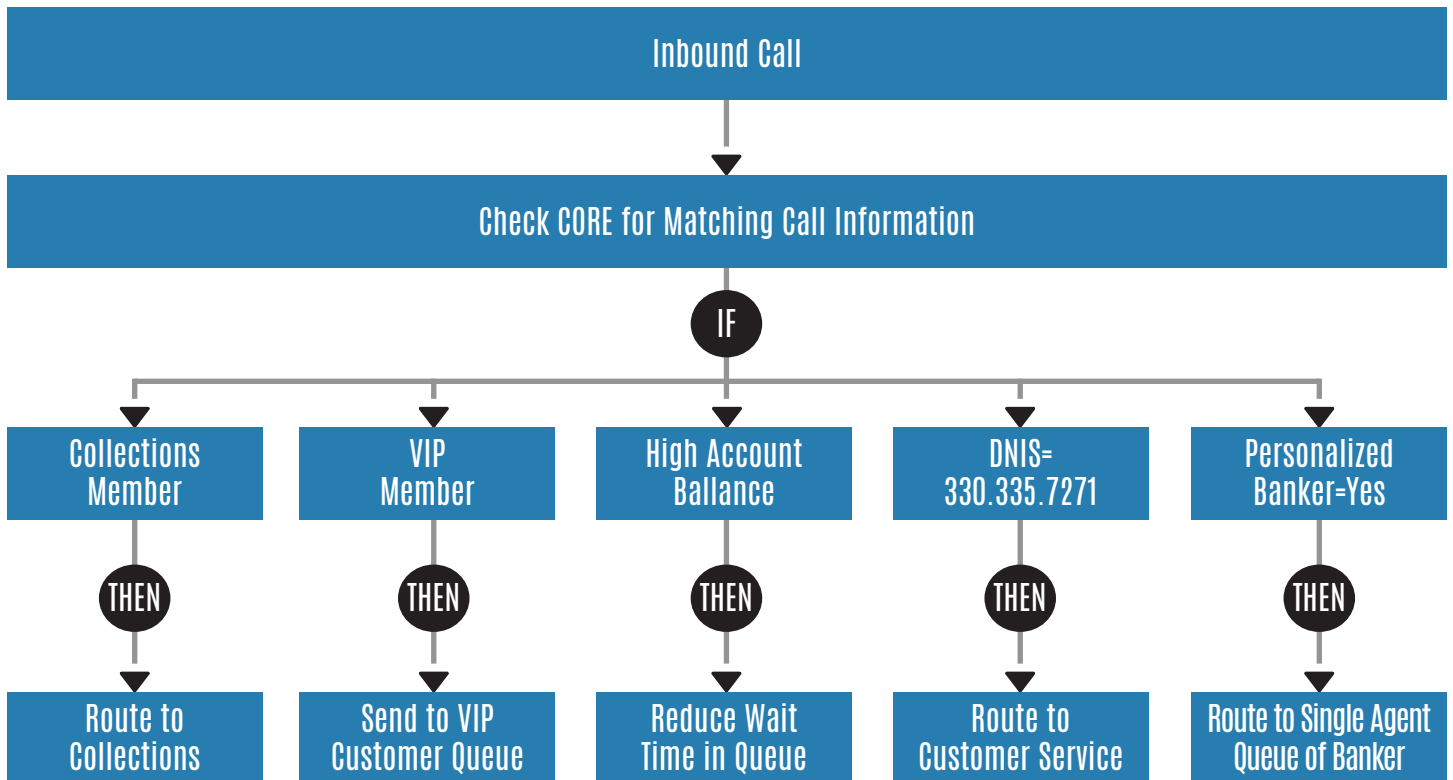 Inbound Call
Check CORE for Matching Call Information
IF
Collections
Member
VIP
Member
High Account
Ballance
DNIS=
330.335.7271
Personalized
Banker=Yes
THEN
THEN
THEN
THEN
THEN
Route to
Collections
Send to VIP
Customer Queue
Reduce Wait
Time in Queue
Route to
Customer Service
Route to Single Agent
Queue of Banker